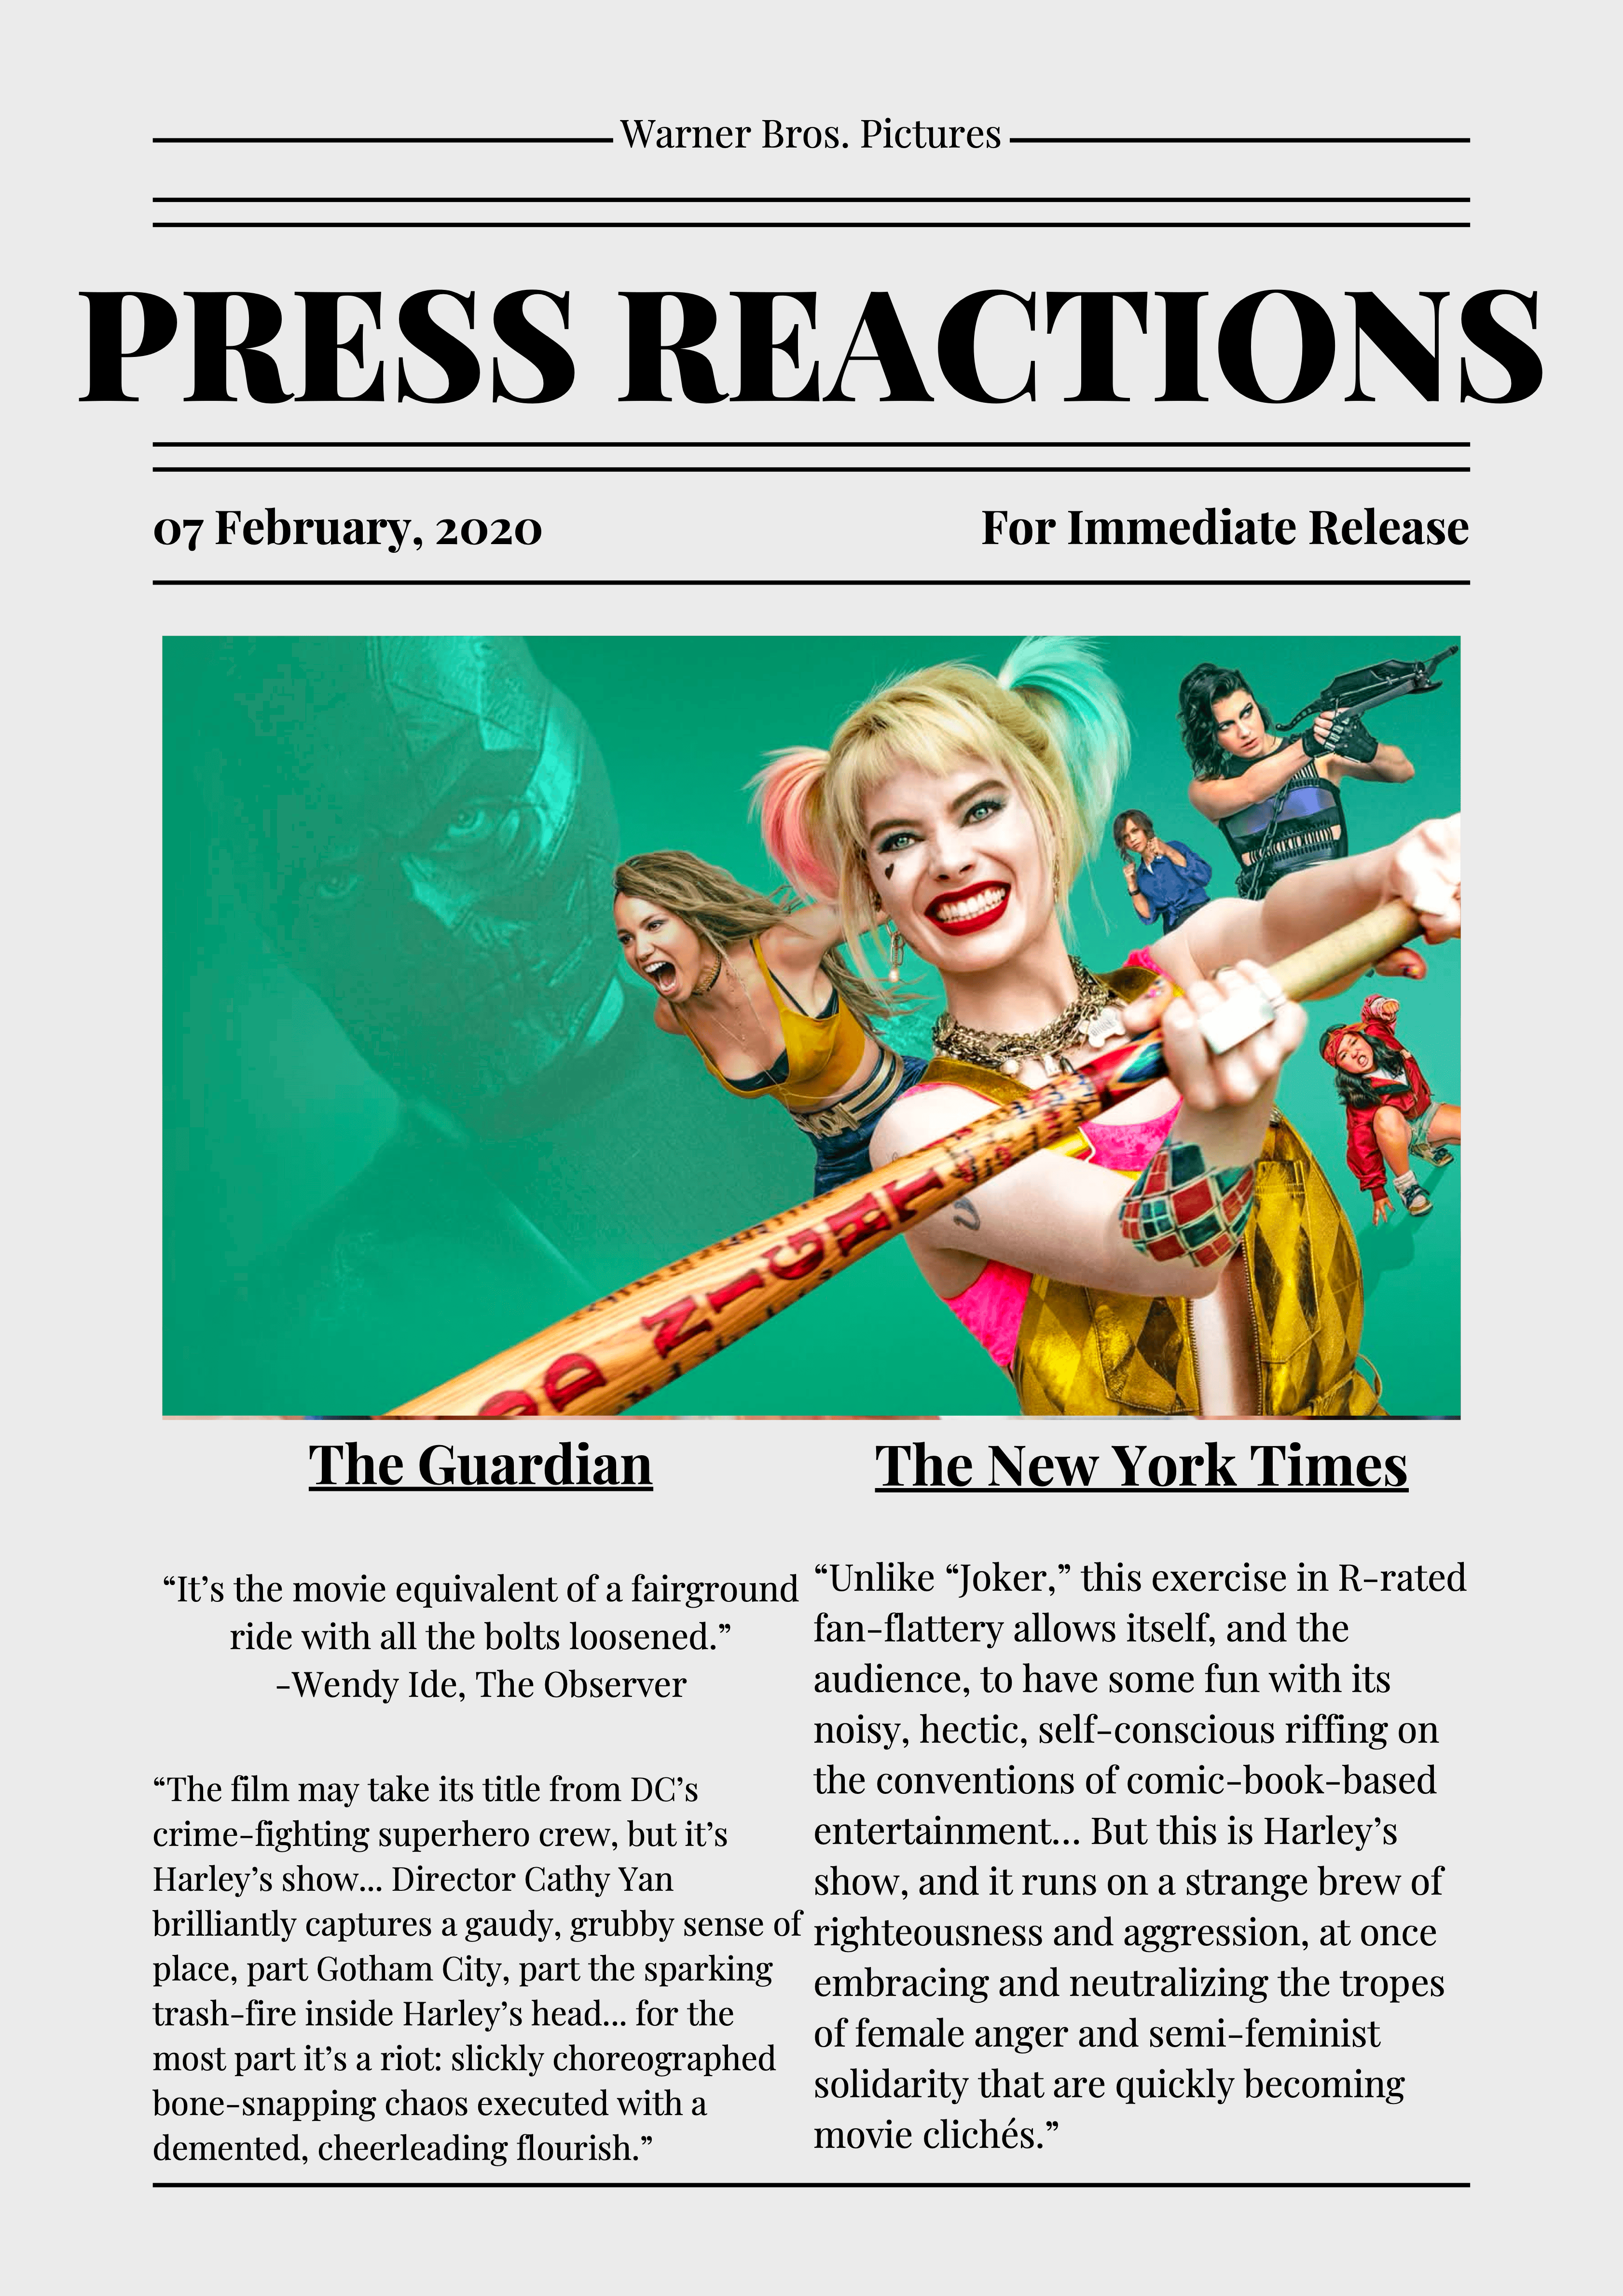 Warner Bros. Pictures
PRESS REACTIONS
07 February, 2020
For Immediate Release
OD NIGHT
The Guardian
“It’s the movie equivalent of a fairground
ride with all the bolts loosened.”
-Wendy Ide, The Observer
“The film may take its title from DC’s
crime-fighting superhero crew, but it’s
Harley’s show... Director Cathy Yan
brilliantly captures a gaudy, grubby sense of
place, part Gotham City, part the sparking
trash-fire inside Harley’s head... for the
most part it’s a riot: slickly choreographed
bone-snapping chaos executed with a
demented, cheerleading flourish.”
The New York Times
“Unlike “Joker,” this exercise in R-rated
fan-flattery allows itself, and the
audience, to have some fun with its
noisy, hectic, self-conscious riffing on
the conventions of comic-book-based
entertainment... But this is Harley’s
show, and it runs on a strange brew of
righteousness and aggression, at once
embracing and neutralizing the tropes
of female anger and semi-feminist
solidarity that are quickly becoming
movie clichés.”